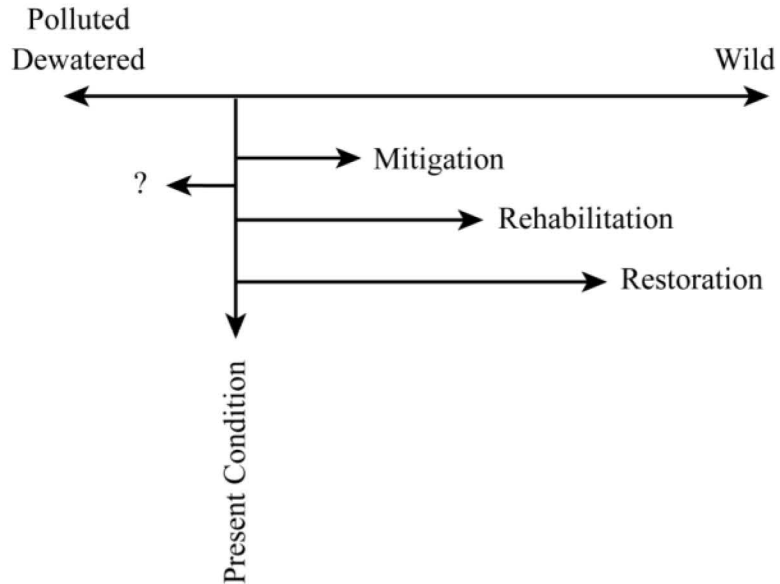 Polluted
Dewatered
Wild
Mitigation
?
Rehabilitation
Restoration
Present Condition